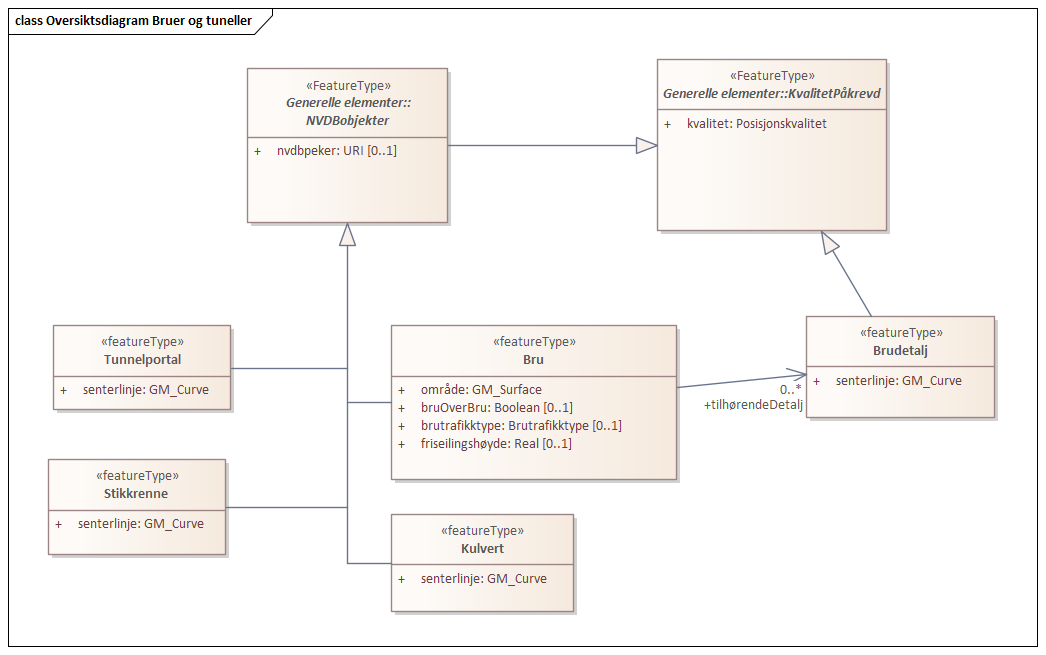 class Oversiktsdiagram Bruer og tuneller
«FeatureType»
Generelle elementer::
NVDBobjekter
+ nvdbpeker: URI [0..1]
«FeatureType»
Generelle elementer::KvalitetPåkrevd
+ kvalitet: Posisjonskvalitet
«featureType»
Tunnelportal
+ senterlinje: GM_Curve
«featureType»
Bru
+ område: GM_Surface
+ bruOverBru: Boolean [0..1]
+ brutrafikktype: Brutrafikktype [0..1]
+ friseilingshøyde: Real [0..1]
0..*
+tilhørendeDetalj
«featureType»
Brudetalj
+ senterlinje: GM_Curve
«featureType»
Stikkrenne
+ senterlinje: GM_Curve
«featureType»
Kulvert
+ senterlinje: GM_Curve